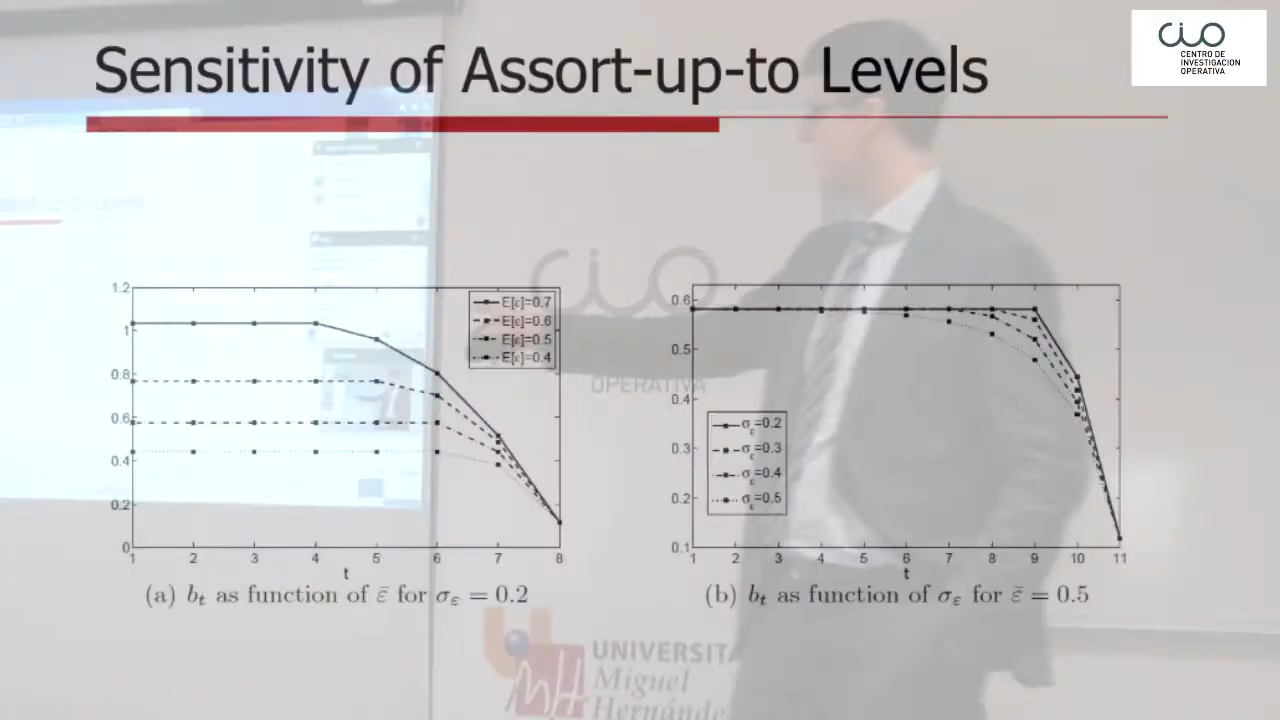 Sensitivity of Assort-up-to Levels
CIO
CENTRO DE
INVESTIGACION
OPERATIVA
1.2
1
0.8
0.6
0.4
0.2
0
1 2 3 4 5 6 7 8
t
E[ε]=0.7
E[ε]=0.6
E[ε]=0.5
E[ε]=0.4
(a) b_t as function of ε̄ for σ_ε = 0.2
0.6
0.5
0.4
0.3
0.2
0.1
1 2 3 4 5 6 7 8 9 10 11
t
σ_ε=0.2
σ_ε=0.3
σ_ε=0.4
σ_ε=0.5
(b) b_t as function of σ_ε for ε̄ = 0.5
CIO
OPERATIVA
UNIVERSIT
Miguel
Hernánde